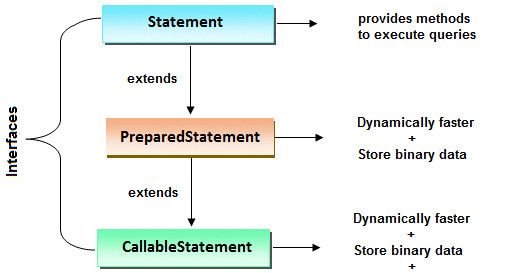 Statement
provides methods
to execute queries
extends
Interfaces
PreparedStatement
Dynamically faster
+
Store binary data
extends
CallableStatement
Dynamically faster
+
Store binary data
+